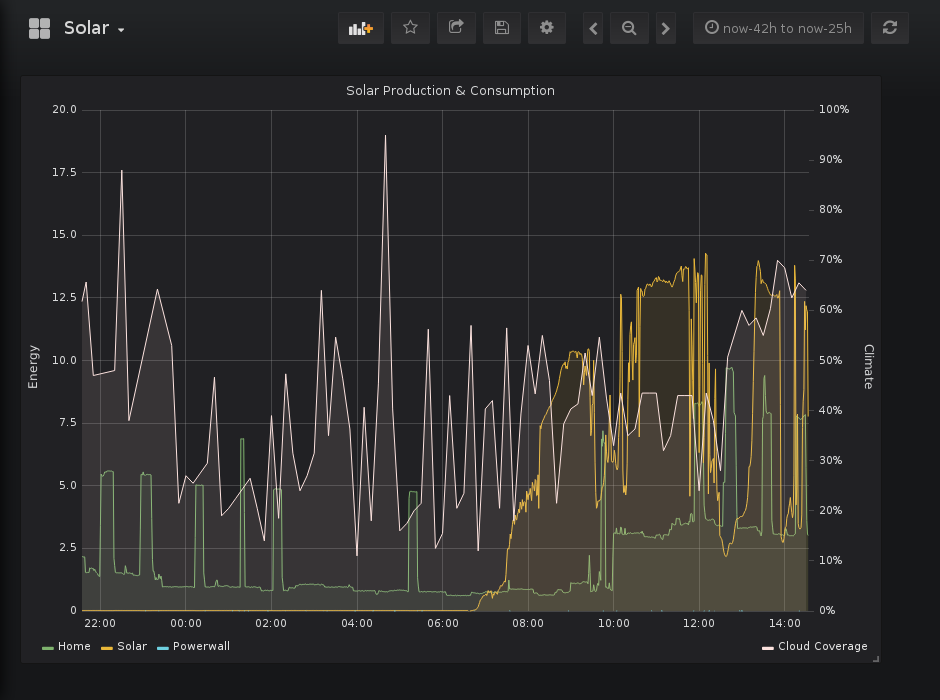 Solar
now-42h to now-25h
Solar Production & Consumption
20.0
17.5
15.0
12.5
10.0
7.5
5.0
2.5
0
Energy
100%
90%
80%
70%
60%
50%
40%
30%
20%
10%
0%
Climate
22:00 00:00 02:00 04:00 06:00 08:00 10:00 12:00 14:00
Home Solar Powerwall Cloud Coverage